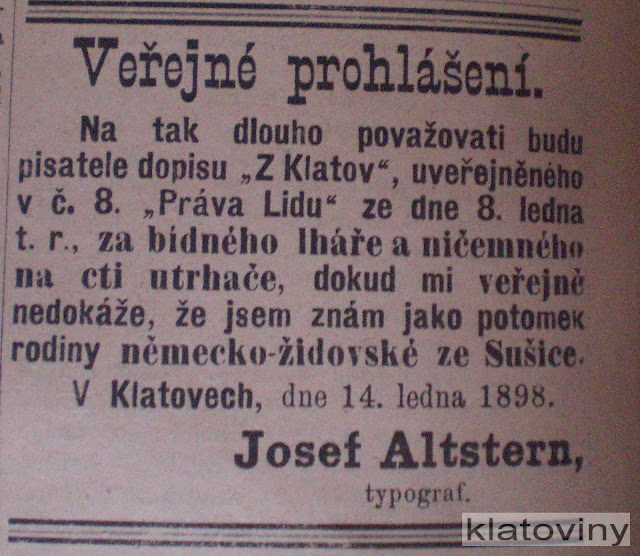 Veřejné prohlášení.
Na tak dlouho považovati budu
pisatele dopisu „Z Klatov“, uveřejněného
v č. 8. „Práva Lidu“ ze dne 8. ledna
t. r., za bídného lháře a ničemného
na cti utrhače, dokud mi veřejně
nedokáže, že jsem znám jako potomek
rodiny německo-židovské ze Sušice.
V Klatovech, dne 14. ledna 1898.
Josef Altstern,
typograf.
klatoviny